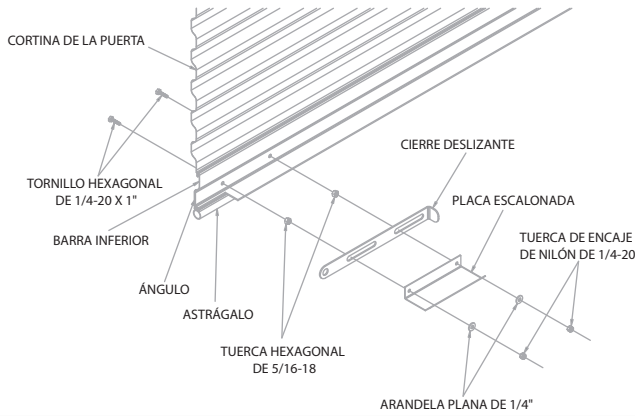 CORTINA DE LA PUERTA
CIERRE DESLIZANTE
TORNILLO HEXAGONAL
DE 1/4-20 X 1"
PLACA ESCALONADA
BARRA INFERIOR
TUERCA DE ENCAJE
DE NILÓN DE 1/4-20
ÁNGULO
ASTRÁGALO
TUERCA HEXAGONAL
DE 5/16-18
ARANDELA PLANA DE 1/4"